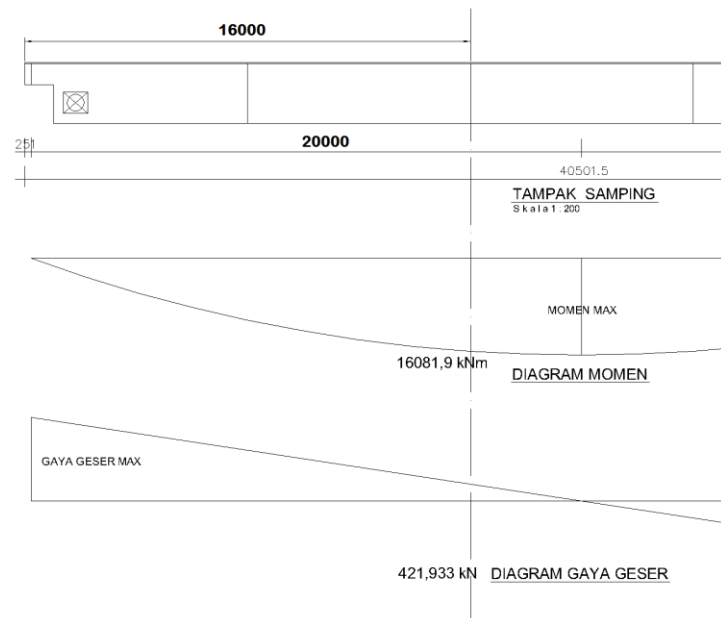 16000
251
20000
40501.5
TAMPAK SAMPING
Skala 1 : 200
MOMEN MAX
16081,9 kNm
DIAGRAM MOMEN
GAYA GESER MAX
421,933 kN
DIAGRAM GAYA GESER